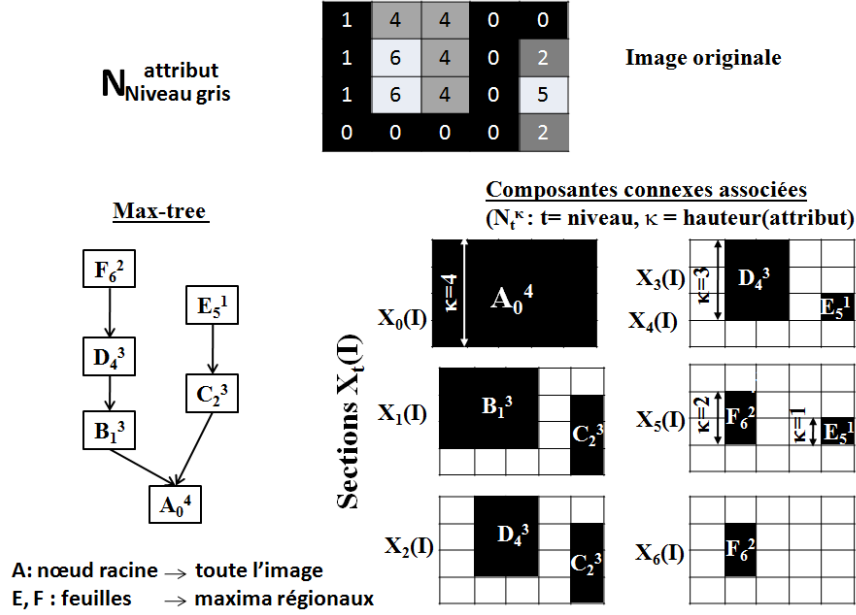 N attribut Niveau gris
1 4 4 0 0
1 6 4 0 2
1 6 4 0 5
0 0 0 0 2
Image originale
Max-tree
F₆²
E₅¹
D₄³
C₂³
B₁³
A₀⁴
A: nœud racine → toute l'image
E, F : feuilles → maxima régionaux
Composantes connexes associées
(Nₜᵏ : t= niveau, κ = hauteur(attribut)
Sections Xₜ(I)
X₀(I)
κ=4
A₀⁴
X₃(I)
X₄(I)
κ=3
D₄³
E₅¹
X₁(I)
B₁³
C₂³
X₅(I)
κ=2
F₆²
κ=1
E₅¹
X₂(I)
D₄³
C₂³
X₆(I)
F₆²